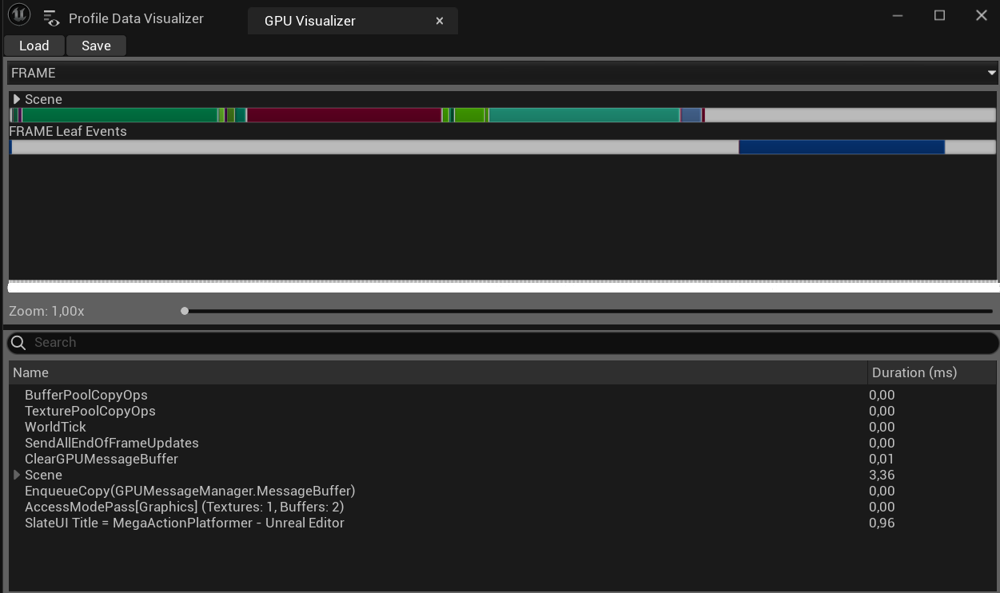 Profile Data Visualizer GPU Visualizer
Load Save
FRAME
Scene
FRAME Leaf Events
Zoom: 1,00x
Search
Name Duration (ms)
BufferPoolCopyOps 0,00
TexturePoolCopyOps 0,00
WorldTick 0,00
SendAllEndOfFrameUpdates 0,00
ClearGPUMessageBuffer 0,01
Scene 3,36
EnqueueCopy(GPUMessageManager.MessageBuffer) 0,00
AccessModePass[Graphics] (Textures: 1, Buffers: 2) 0,00
SlateUI Title = MegaActionPlatformer - Unreal Editor 0,96